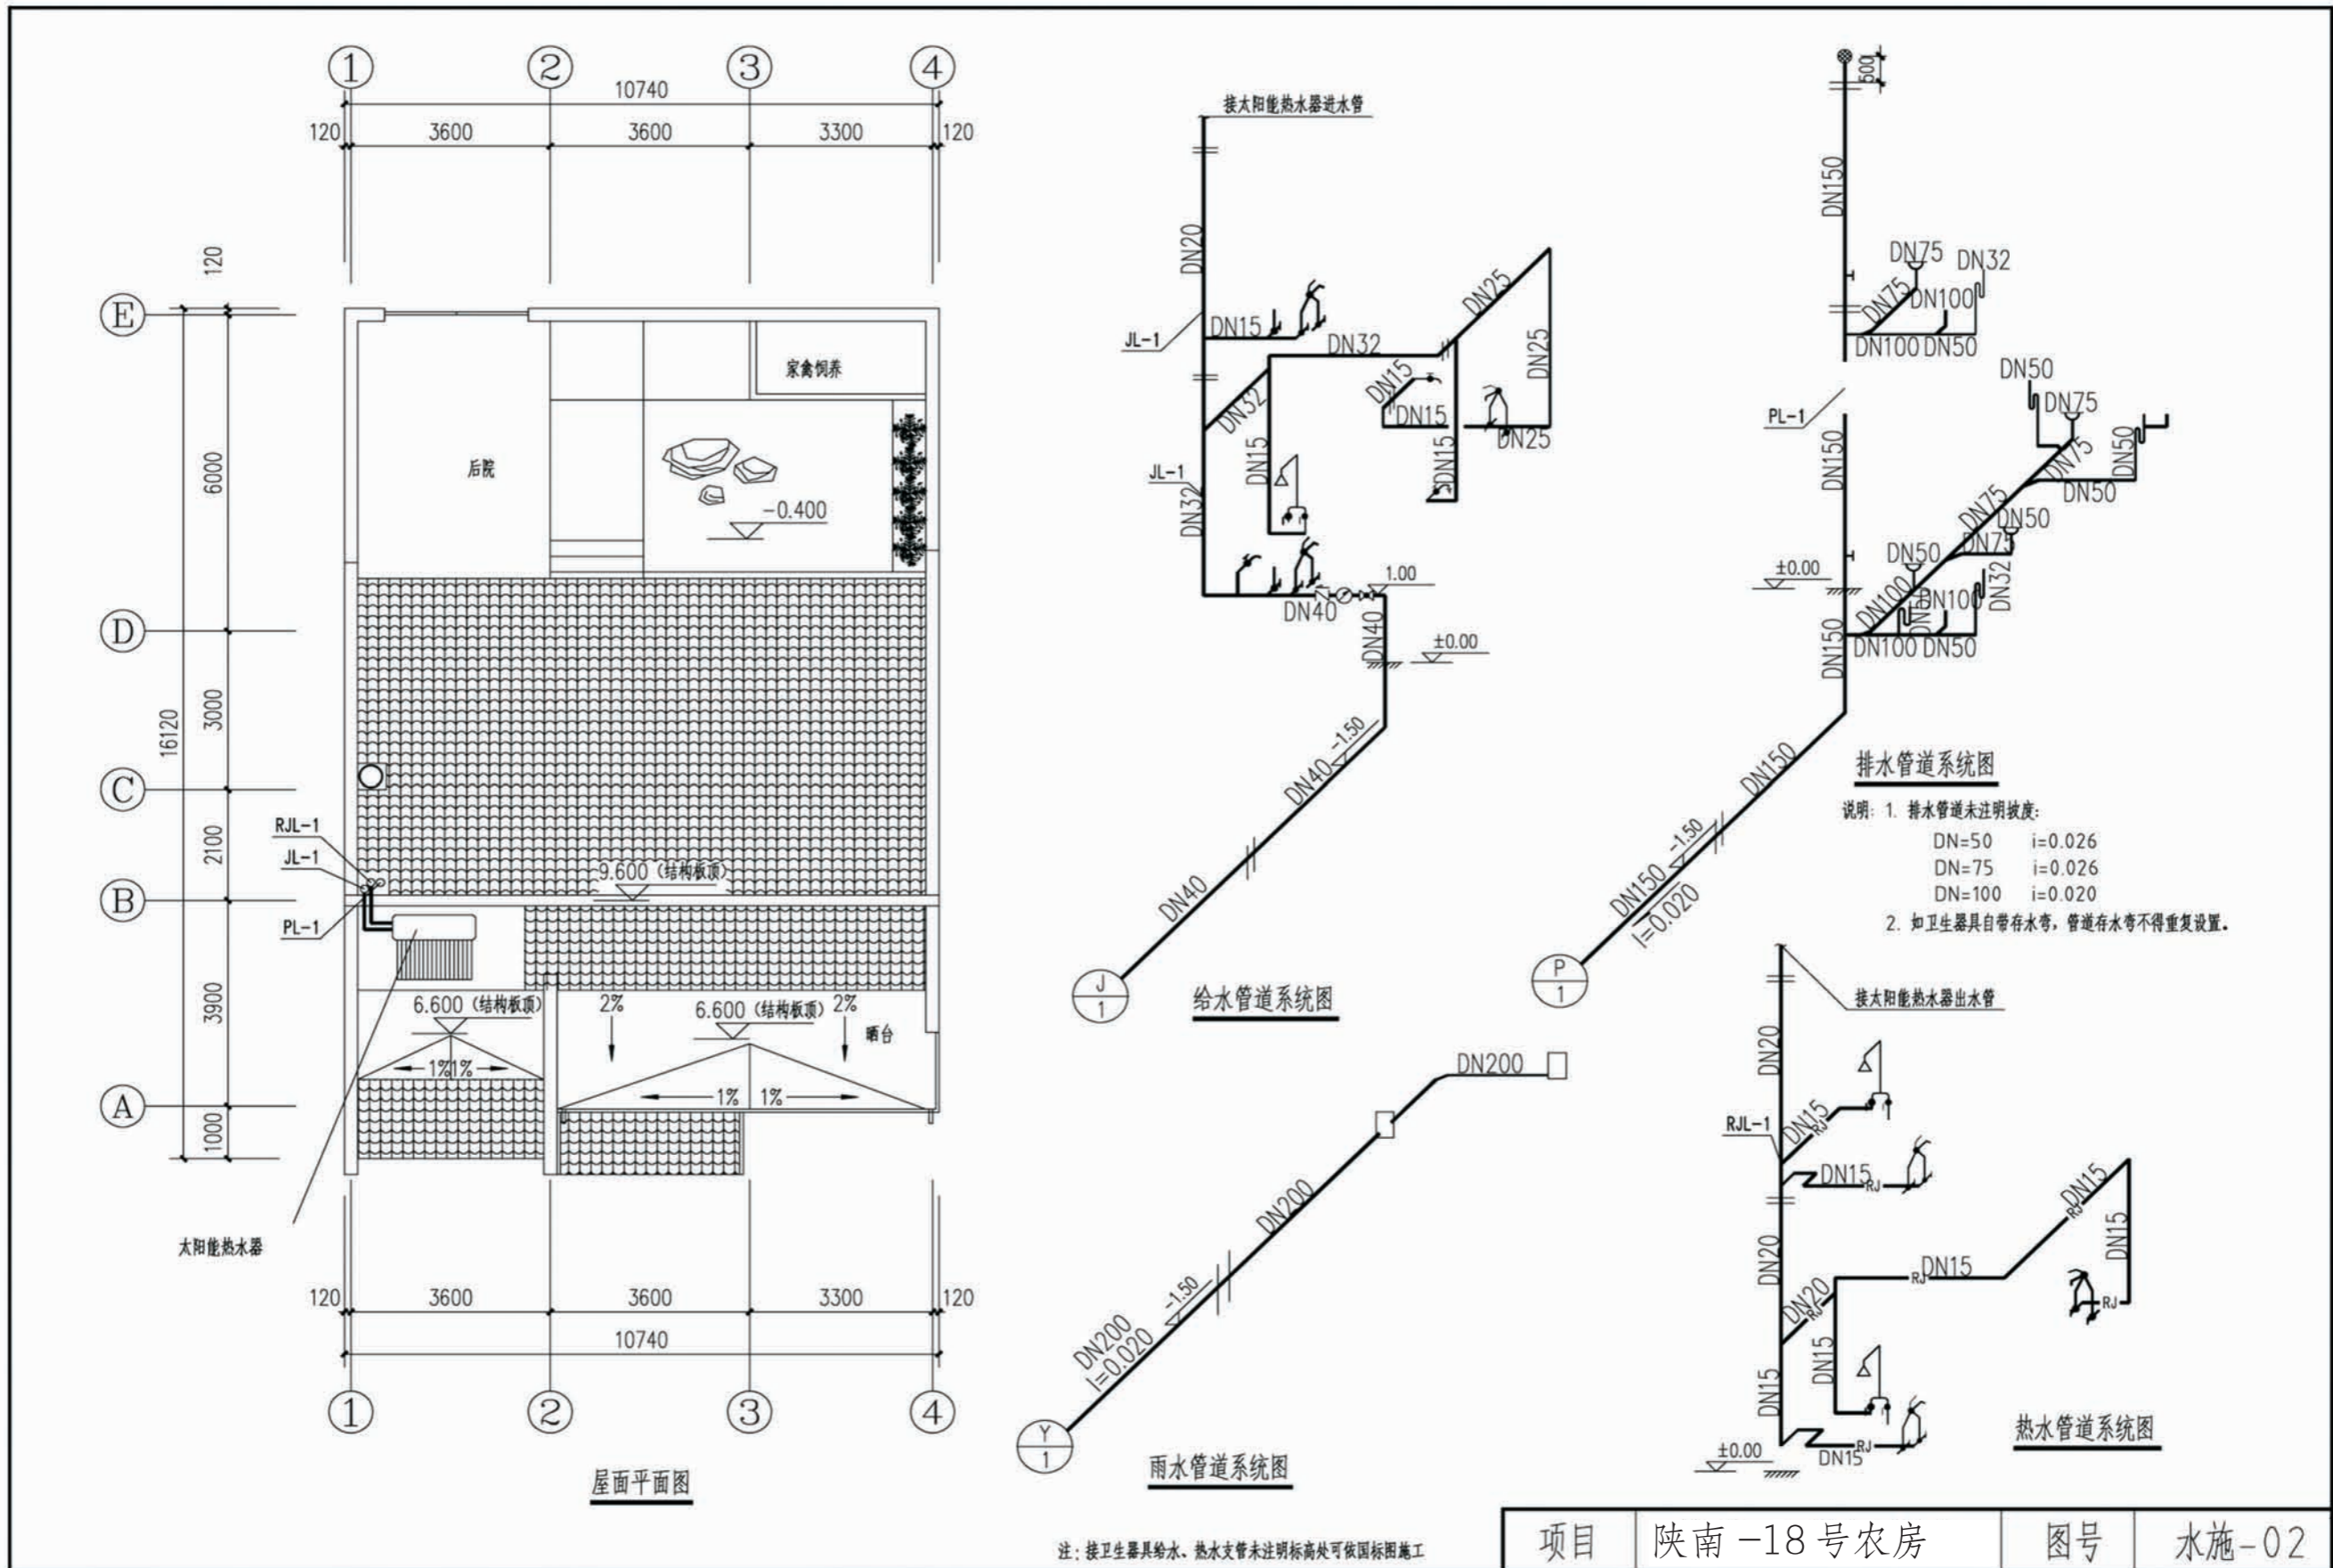 ① ② ③ ④
10740
120 3600 3600 3300 120
120
6000
3000
2100
3900
1000
16120
E
D
C
B
A
家禽饲养
后院
-0.400
RJL-1
JL-1
PL-1
9.600 (结构板顶)
6.600 (结构板顶)
2%
6.600 (结构板顶)
2%
晒台
1% 1%
1% 1%
太阳能热水器
120 3600 3600 3300 120
10740
① ② ③ ④
屋面平面图
接太阳能热水器进水管
DN20
JL-1
DN15
DN32
DN25
DN25
DN32
DN15
DN15
DN15
DN15
DN25
JL-1
DN32
1.00
DN40
DN40
±0.00
-1.50
DN40
DN40
J
1
给水管道系统图
500
DN150
DN75
DN32
DN75
DN100
DN100
DN50
PL-1
DN150
DN50
DN75
DN50
DN75
DN50
DN75
DN50
DN75
DN50
DN100
DN50
DN100
DN32
±0.00
DN150
DN100
DN50
DN150
-1.50
DN150
I=0.020
P
1
排水管道系统图
说明: 1. 排水管道未注明坡度:
DN=50 i=0.026
DN=75 i=0.026
DN=100 i=0.020
2. 如卫生器具自带存水弯，管道存水弯不得重复设置。
DN200
DN200
-1.50
DN200
I=0.020
Y
1
雨水管道系统图
接太阳能热水器出水管
DN20
RJL-1
DN15
RJ
DN15
RJ
DN20
DN20
RJ
DN15
RJ
DN15
RJ
DN15
RJ
DN15
DN15
DN15
RJ
±0.00
热水管道系统图
注: 接卫生器具给水、热水支管未注明标高处可依国标图施工
项目 陕南-18号农房 图号 水施-02